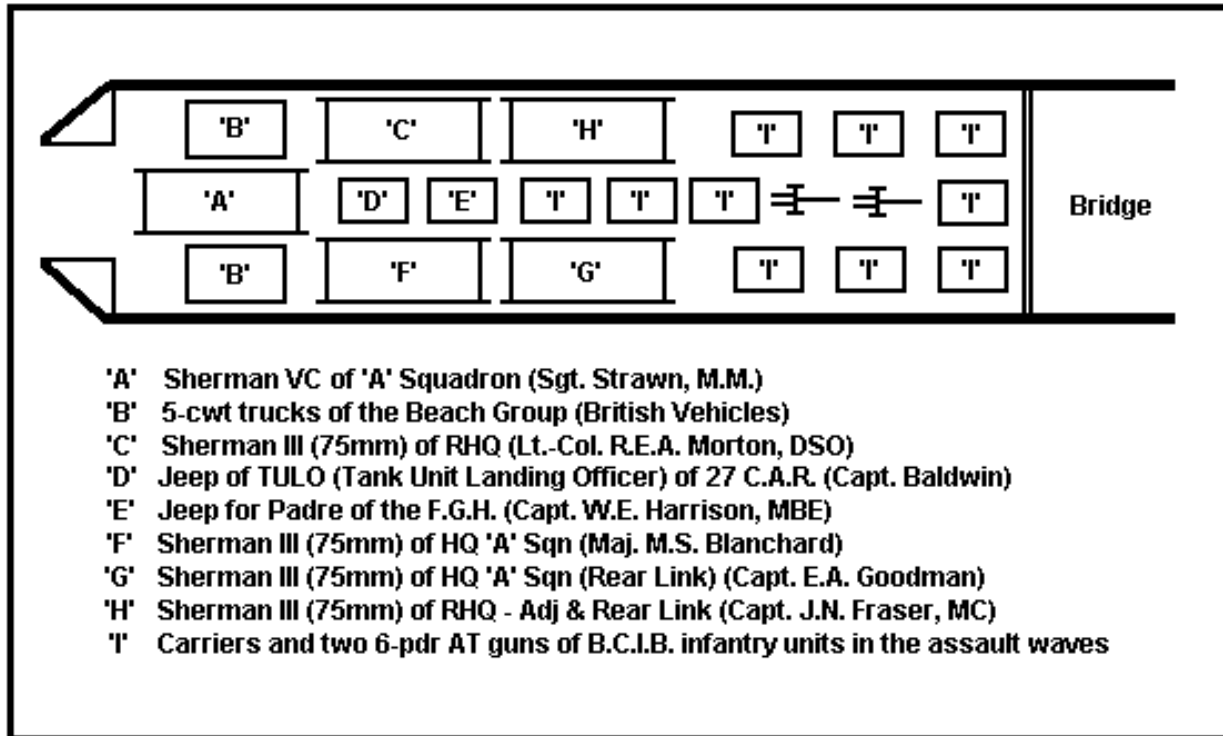 'B' 'C' 'H' 'I' 'I' 'I'
'A' 'D' 'E' 'I' 'I' 'I' 'I' Bridge
'B' 'F' 'G' 'I' 'I' 'I'
'A' Sherman VC of 'A' Squadron (Sgt. Strawn, M.M.)
'B' 5-cwt trucks of the Beach Group (British Vehicles)
'C' Sherman III (75mm) of RHQ (Lt.-Col. R.E.A. Morton, DSO)
'D' Jeep of TULO (Tank Unit Landing Officer) of 27 C.A.R. (Capt. Baldwin)
'E' Jeep for Padre of the F.G.H. (Capt. W.E. Harrison, MBE)
'F' Sherman III (75mm) of HQ 'A' Sqn (Maj. M.S. Blanchard)
'G' Sherman III (75mm) of HQ 'A' Sqn (Rear Link) (Capt. E.A. Goodman)
'H' Sherman III (75mm) of RHQ - Adj & Rear Link (Capt. J.N. Fraser, MC)
'I' Carriers and two 6-pdr AT guns of B.C.I.B. infantry units in the assault waves